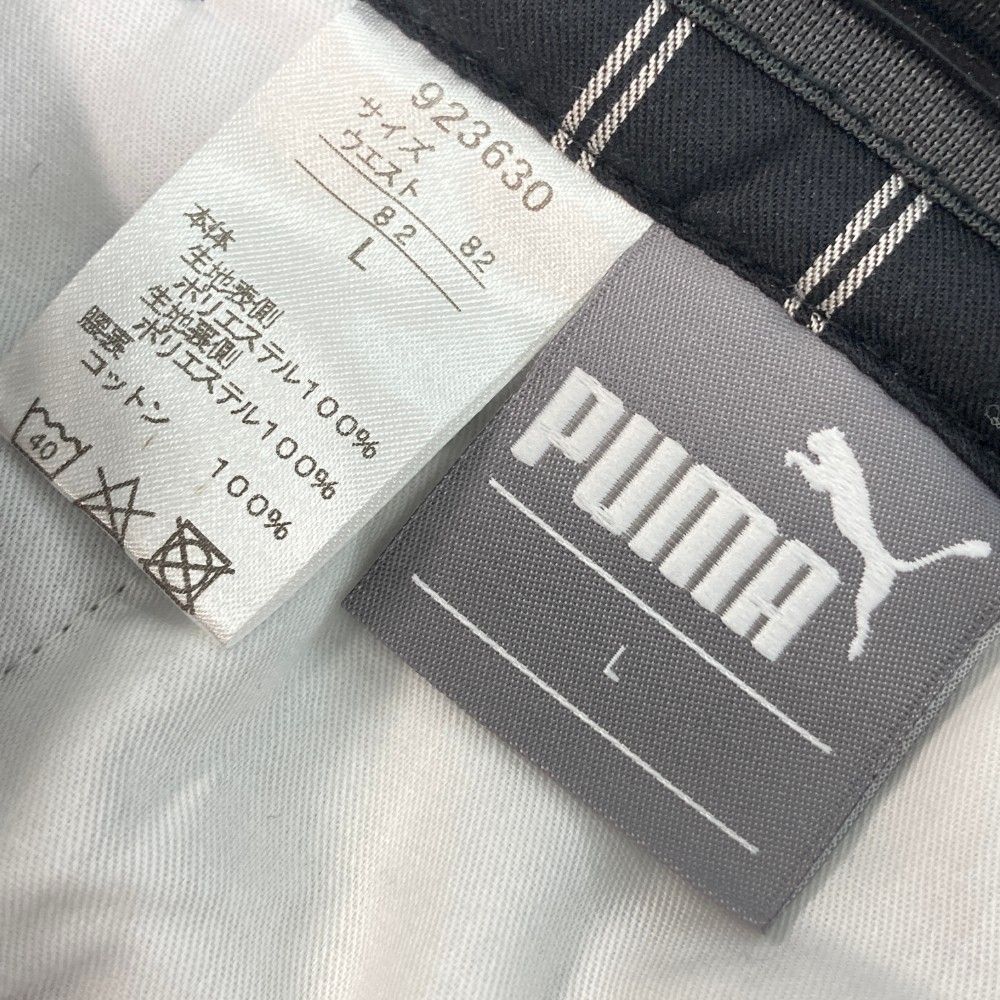 923630
サイズ
ウエスト 82
82
L
本体
生地表側
ポリエステル100%
生地裏側
ポリエステル100%
腰裏
コットン 100%
40
PUMA
L